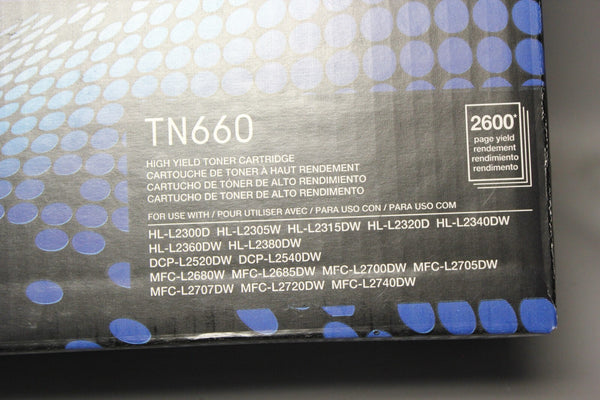 TN660
HIGH YIELD TONER CARTRIDGE
CARTOUCHE DE TONER À HAUT RENDEMENT
CARTUCHO DE TÓNER DE ALTO RENDIMIENTO
CARTUCHO DE TÓNER DE ALTO RENDIMIENTO
FOR USE WITH / POUR UTILISER AVEC / PARA USO CON / PARA USO COM
HL-L2300D HL-L2305W HL-L2315DW HL-L2320D HL-L2340DW
HL-L2360DW HL-L2380DW
DCP-L2520DW DCP-L2540DW
MFC-L2680W MFC-L2685DW MFC-L2700DW MFC-L2705DW
MFC-L2707DW MFC-L2720DW MFC-L2740DW
2600*
page yield
rendement
rendimiento
rendimento